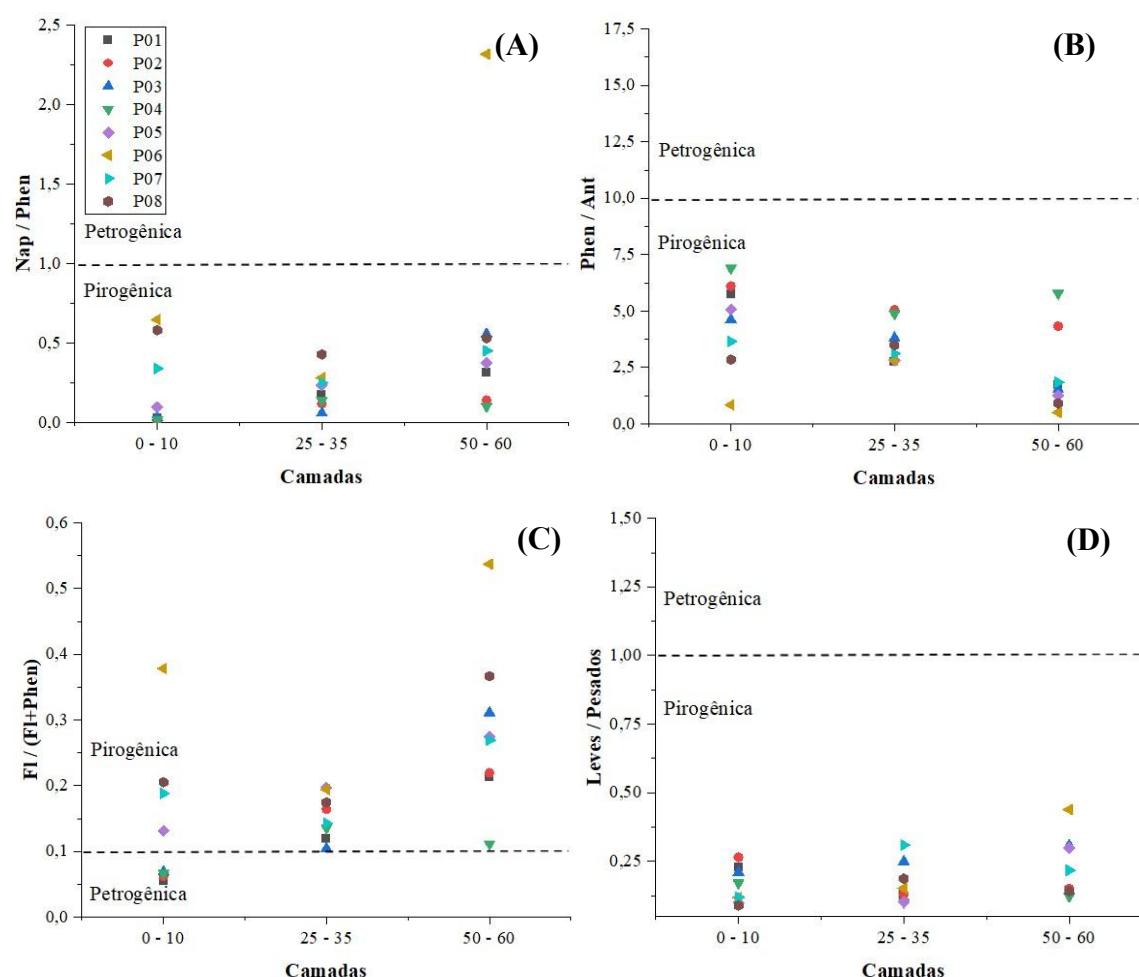 (A)
2,5
2,0
1,5
1,0
0,5
0,0
Nap / Phen
P01
P02
P03
P04
P05
P06
P07
P08
Petrogênica
Pirogênica
0 - 10
25 - 35
50 - 60
Camadas
(B)
17,5
15,0
12,5
10,0
7,5
5,0
2,5
0,0
Phen / Ant
Petrogênica
Pirogênica
0 - 10
25 - 35
50 - 60
Camadas
(C)
0,6
0,5
0,4
0,3
0,2
0,1
0,0
Fl / (Fl+Phen)
Pirogênica
Petrogênica
0 - 10
25 - 35
50 - 60
Camadas
(D)
1,50
1,25
1,00
0,75
0,50
0,25
Leves / Pesados
Petrogênica
Pirogênica
0 - 10
25 - 35
50 - 60
Camadas